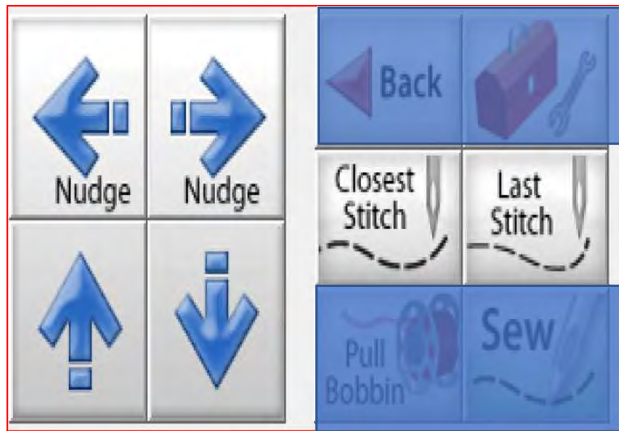 Nudge
Nudge
Back
Closest
Stitch
Last
Stitch
Pull
Bobbin
Sew